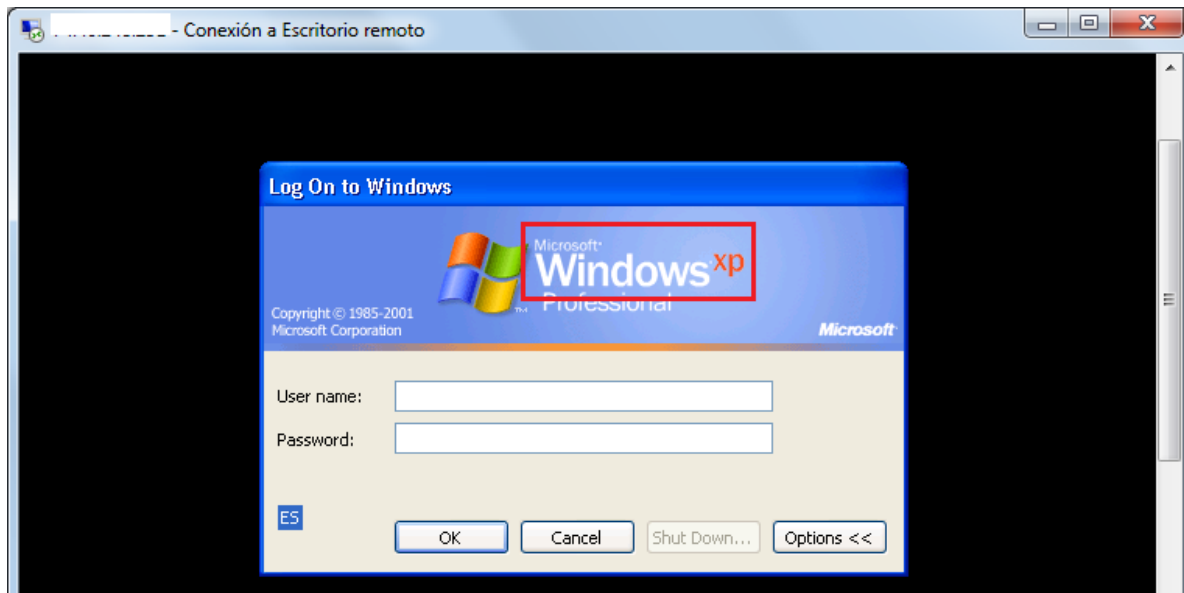 - Conexión a Escritorio remoto
Log On to Windows
Microsoft
Windows xp
Professional
Copyright © 1985-2001
Microsoft Corporation
Microsoft
User name:
Password:
ES
OK Cancel Shut Down... Options <<